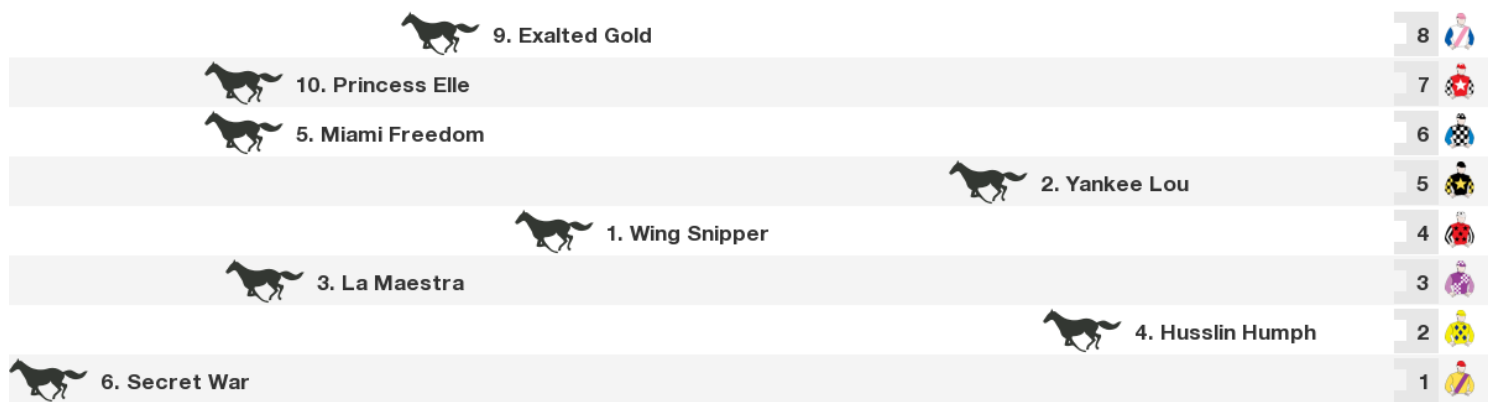 9. Exalted Gold 8
10. Princess Elle 7
5. Miami Freedom 6
2. Yankee Lou 5
1. Wing Snipper 4
3. La Maestra 3
4. Husslin Humph 2
6. Secret War 1